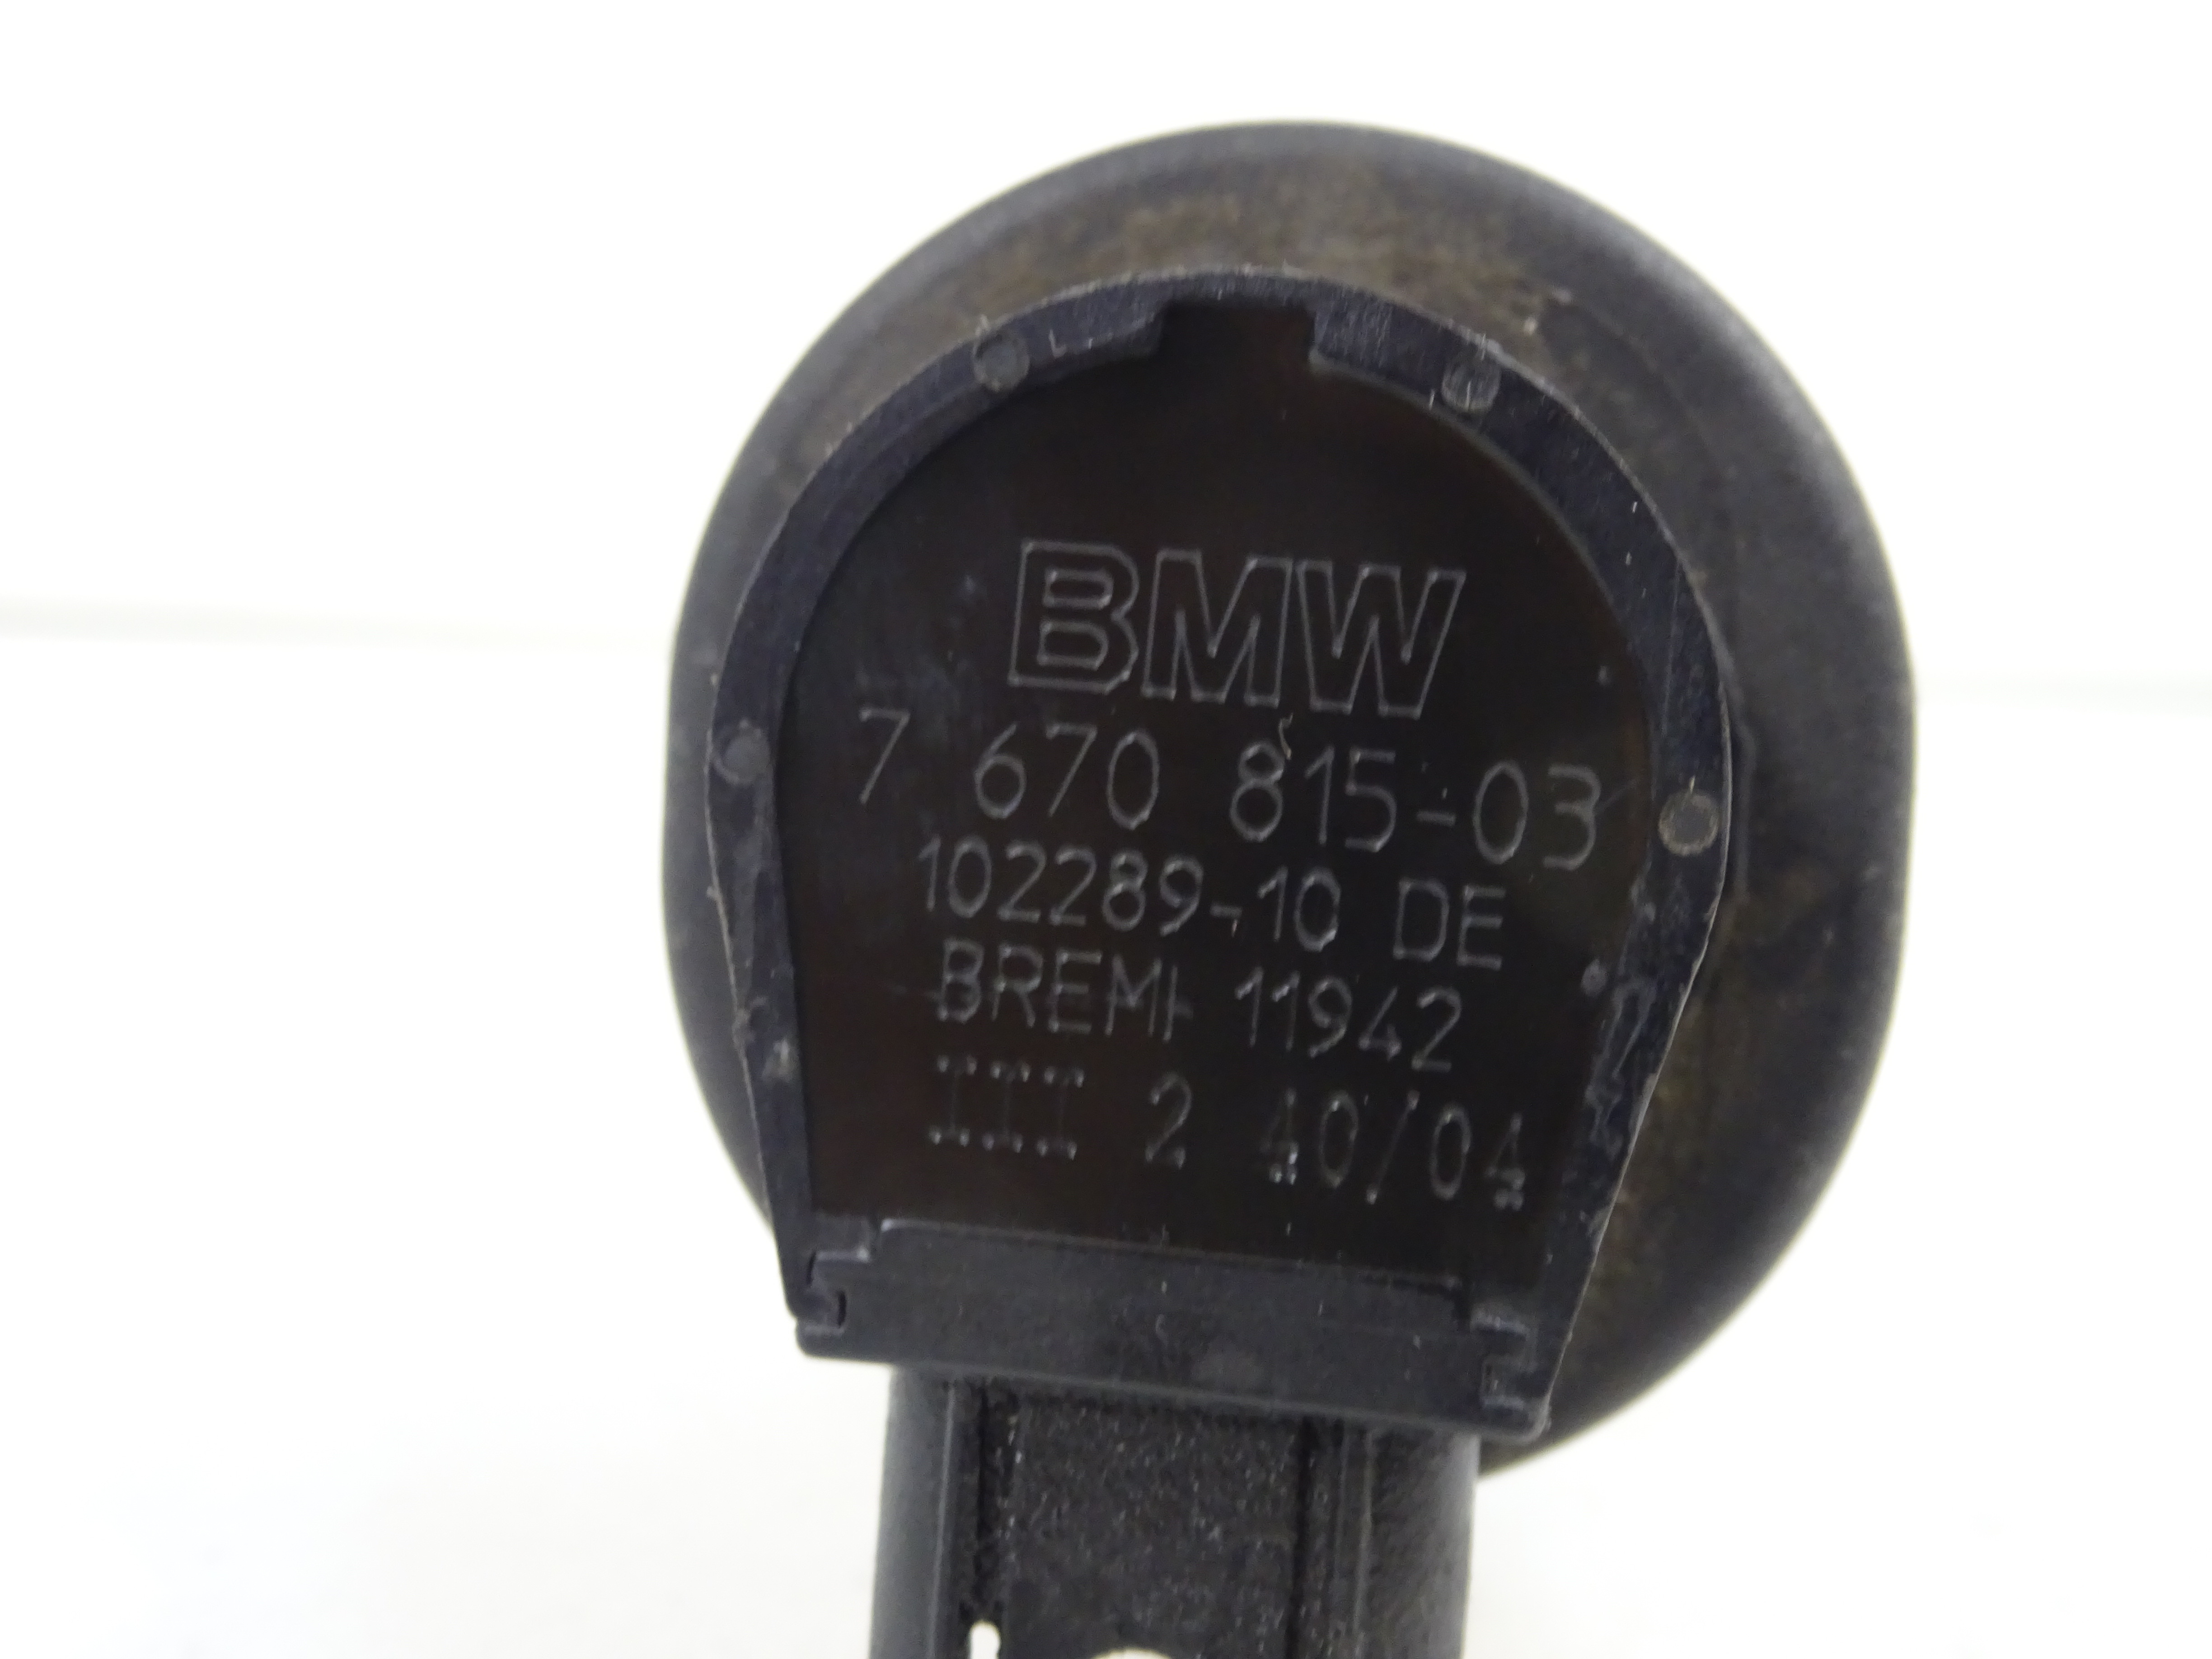 BMW
7 670 815-03
102289-10 DE
BREMI 11942
III 2 40/04